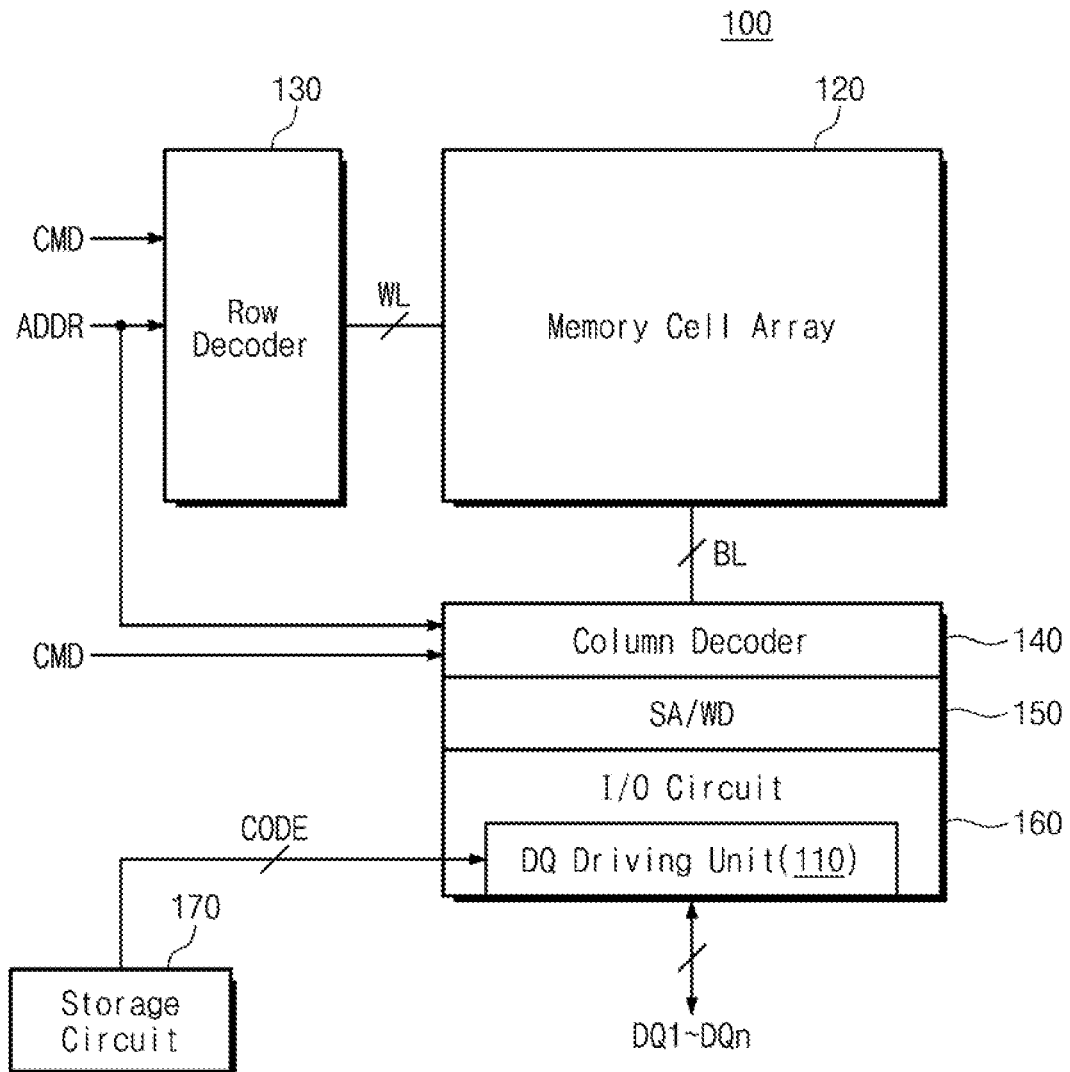 100
130
120
CMD
ADDR
Row
Decoder
WL
Memory Cell Array
BL
CMD
Column Decoder
140
SA/WD
150
I/O Circuit
160
CODE
DQ Driving Unit(110)
170
Storage
Circuit
DQ1~DQn